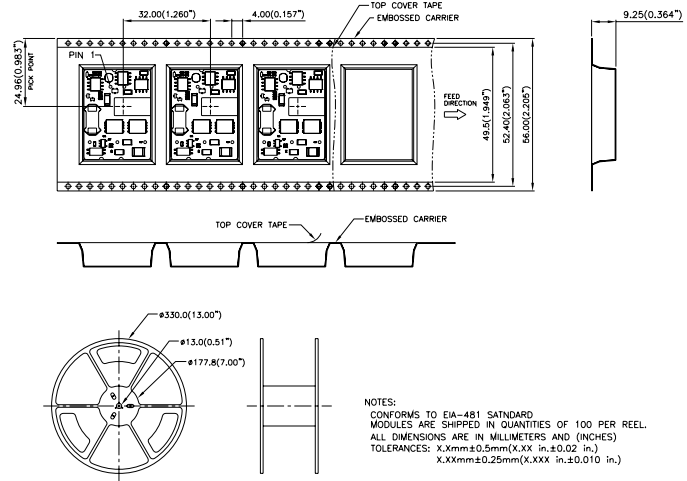 32.00(1.260")
4.00(0.157")
TOP COVER TAPE
EMBOSSED CARRIER
9.25(0.364")
24.96(0.983")
PICK POINT
PIN 1
FEED
DIRECTION
49.5(1.949")
52.40(2.063")
56.00(2.205")
TOP COVER TAPE
EMBOSSED CARRIER
ø330.0(13.00")
ø13.0(0.51")
ø177.8(7.00")
NOTES:
CONFORMS TO EIA-481 SATNDARD
MODULES ARE SHIPPED IN QUANTITIES OF 100 PER REEL.
ALL DIMENSIONS ARE IN MILLIMETERS AND (INCHES)
TOLERANCES: X.Xmm±0.5mm(X.XX in.±0.02 in.)
X.XXmm±0.25mm(X.XXX in.±0.010 in.)